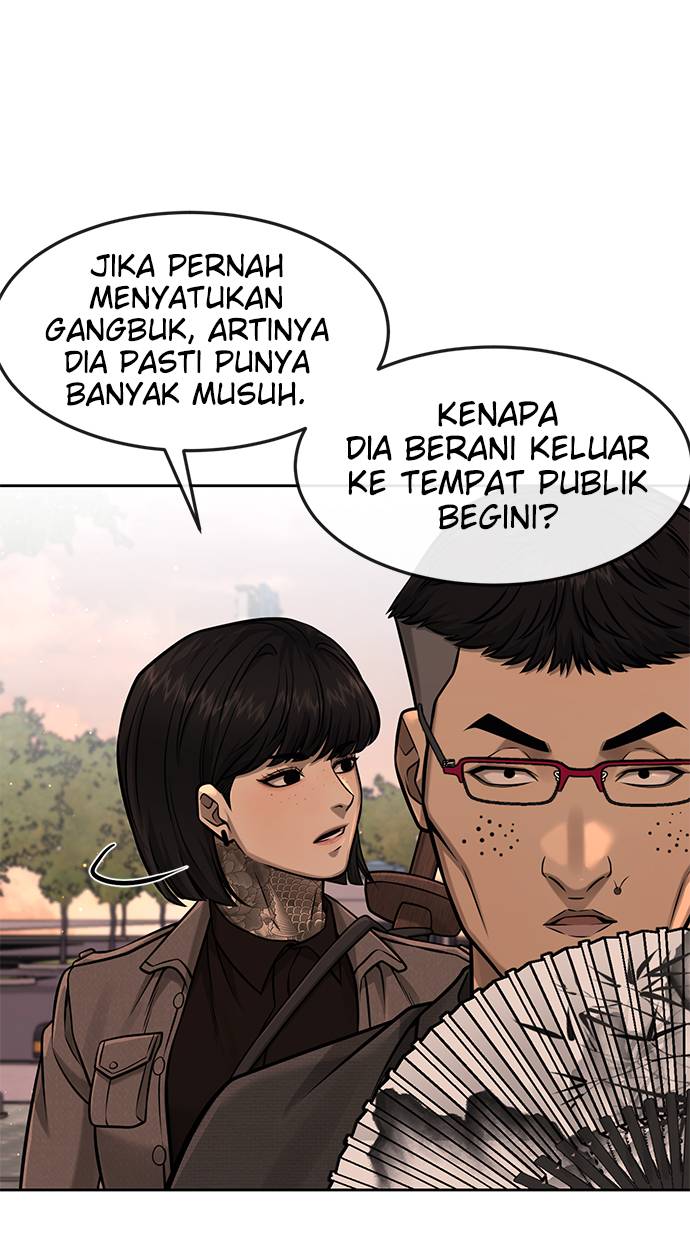 JIKA PERNAH
MENYATUKAN
GANGBUK, ARTINYA
DIA PASTI PUNYA
BANYAK MUSUH.
KENAPA
DIA BERANI KELUAR
KE TEMPAT PUBLIK
BEGINI?